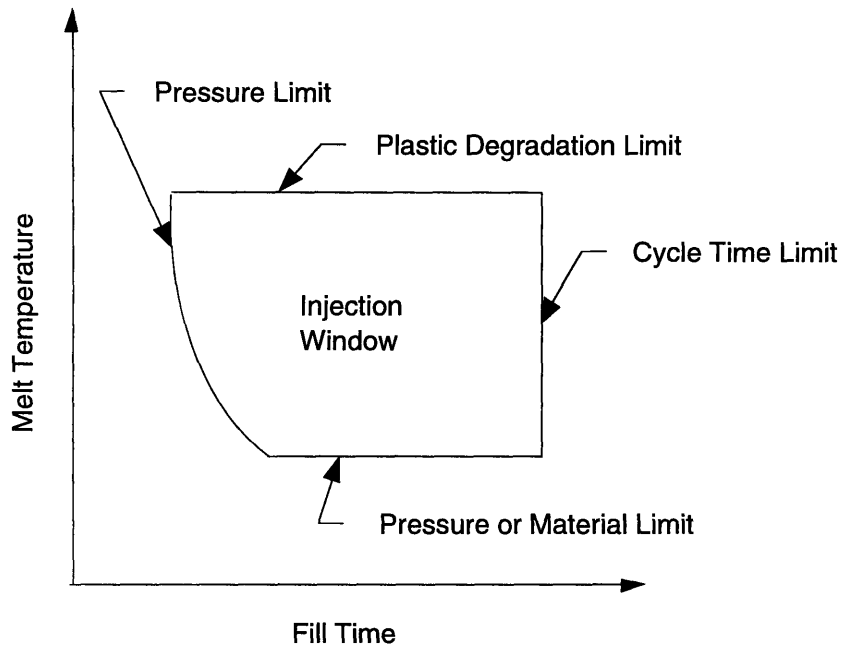 Pressure Limit
Plastic Degradation Limit
Cycle Time Limit
Injection
Window
Melt Temperature
Pressure or Material Limit
Fill Time